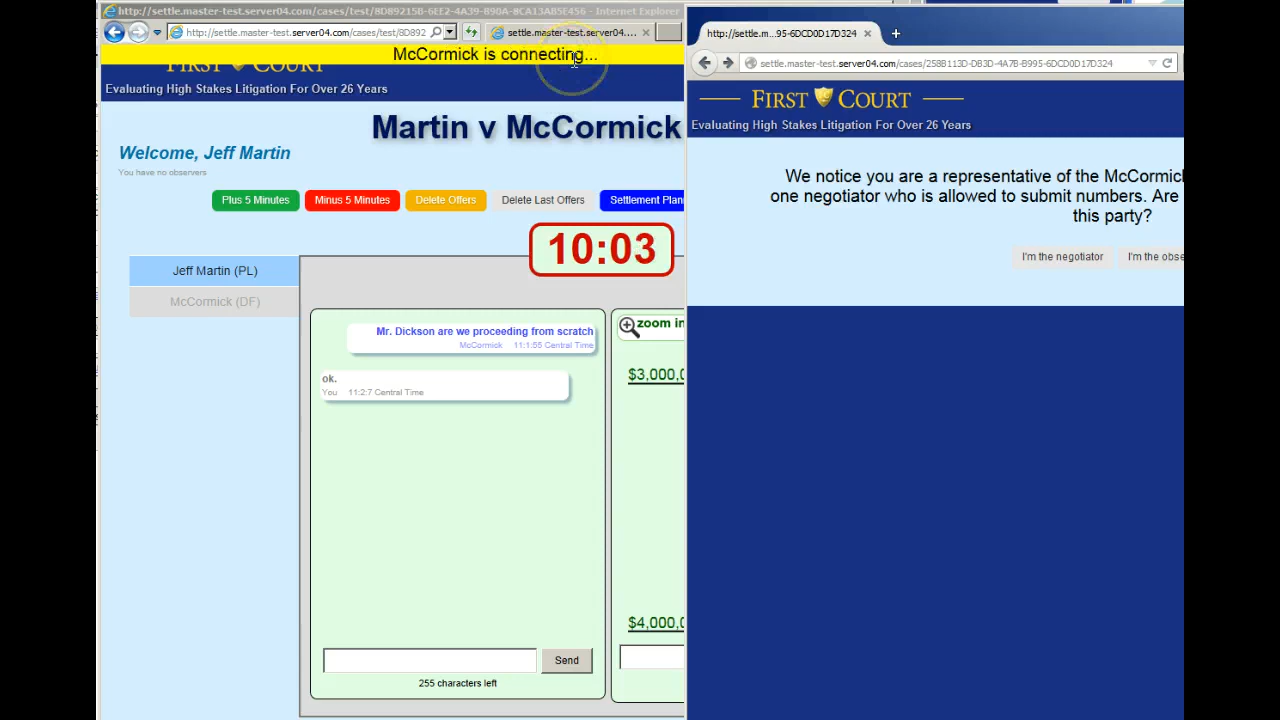 http://settle.master-test.server04.com/cases/test/8D892150-6EE2-4A39-890A-8CA13A85E456 - Internet Explorer
http://settle.master-test.server04.com/cases/test/8D892
settle.master-test.server04....
McCormick is connecting...
FIRST COURT
Evaluating High Stakes Litigation For Over 26 Years
Martin v McCormick
Welcome, Jeff Martin
You have no observers
Plus 5 Minutes
Minus 5 Minutes
Delete Offers
Delete Last Offers
Settlement Plan
10:03
Jeff Martin (PL)
McCormick (DF)
Mr. Dickson are we proceeding from scratch
McCormick 11:1:55 Central Time
ok.
You 11:2:7 Central Time
Send
255 characters left
zoom in
$3,000,0
$4,000,0
http://settle.m...95-6DCD0D17D324
settle.master-test.server04.com/cases/258B113D-DB3D-4A7B-B995-6DCD0D17D324
FIRST COURT
Evaluating High Stakes Litigation For Over 26 Years
We notice you are a representative of the McCormick
one negotiator who is allowed to submit numbers. Are
this party?
I'm the negotiator
I'm the obse